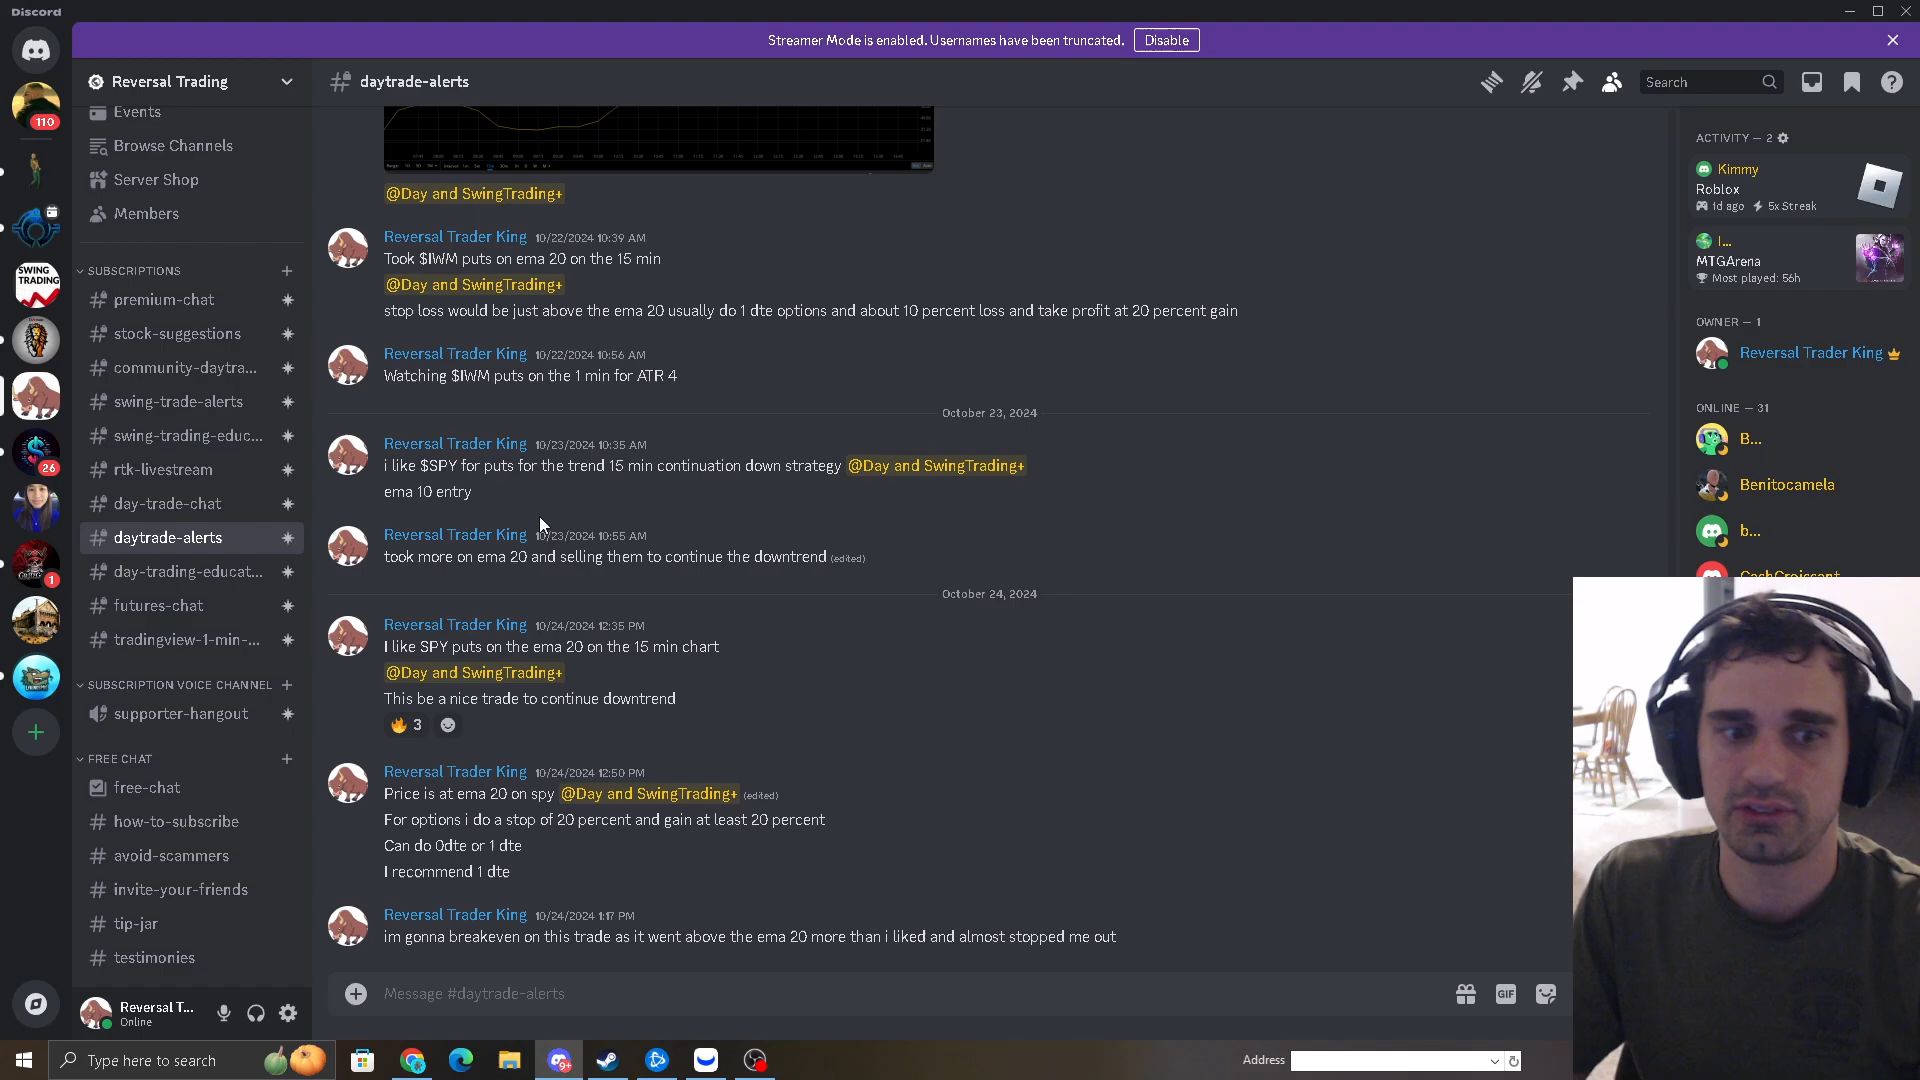 Discord
Streamer Mode is enabled. Usernames have been truncated.
Disable
110
SWING
TRADING
26
1
Reversal Trading
Events
Browse Channels
Server Shop
Members
SUBSCRIPTIONS
premium-chat
stock-suggestions
community-daytra...
swing-trade-alerts
swing-trading-educ...
rtk-livestream
day-trade-chat
daytrade-alerts
day-trading-educat...
futures-chat
tradingview-1-min-...
SUBSCRIPTION VOICE CHANNEL
supporter-hangout
FREE CHAT
free-chat
how-to-subscribe
avoid-scammers
invite-your-friends
tip-jar
testimonies
Reversal T...
Online
daytrade-alerts
Search
@Day and SwingTrading+
Reversal Trader King 10/22/2024 10:39 AM
Took $IWM puts on ema 20 on the 15 min
@Day and SwingTrading+
stop loss would be just above the ema 20 usually do 1 dte options and about 10 percent loss and take profit at 20 percent gain
Reversal Trader King 10/22/2024 10:56 AM
Watching $IWM puts on the 1 min for ATR 4
October 23, 2024
Reversal Trader King 10/23/2024 10:35 AM
i like $SPY for puts for the trend 15 min continuation down strategy @Day and SwingTrading+
ema 10 entry
Reversal Trader King 10/23/2024 10:55 AM
took more on ema 20 and selling them to continue the downtrend (edited)
October 24, 2024
Reversal Trader King 10/24/2024 12:35 PM
I like SPY puts on the ema 20 on the 15 min chart
@Day and SwingTrading+
This be a nice trade to continue downtrend
3
Reversal Trader King 10/24/2024 12:50 PM
Price is at ema 20 on spy @Day and SwingTrading+ (edited)
For options i do a stop of 20 percent and gain at least 20 percent
Can do 0dte or 1 dte
I recommend 1 dte
Reversal Trader King 10/24/2024 1:17 PM
im gonna breakeven on this trade as it went above the ema 20 more than i liked and almost stopped me out
Message #daytrade-alerts
GIF
ACTIVITY — 2
Kimmy
Roblox
1d ago 5x Streak
I...
MTGArena
Most played: 56h
OWNER — 1
Reversal Trader King
ONLINE — 31
B...
Benitocamela
b...
CashCroissant
Type here to search
9+
Address